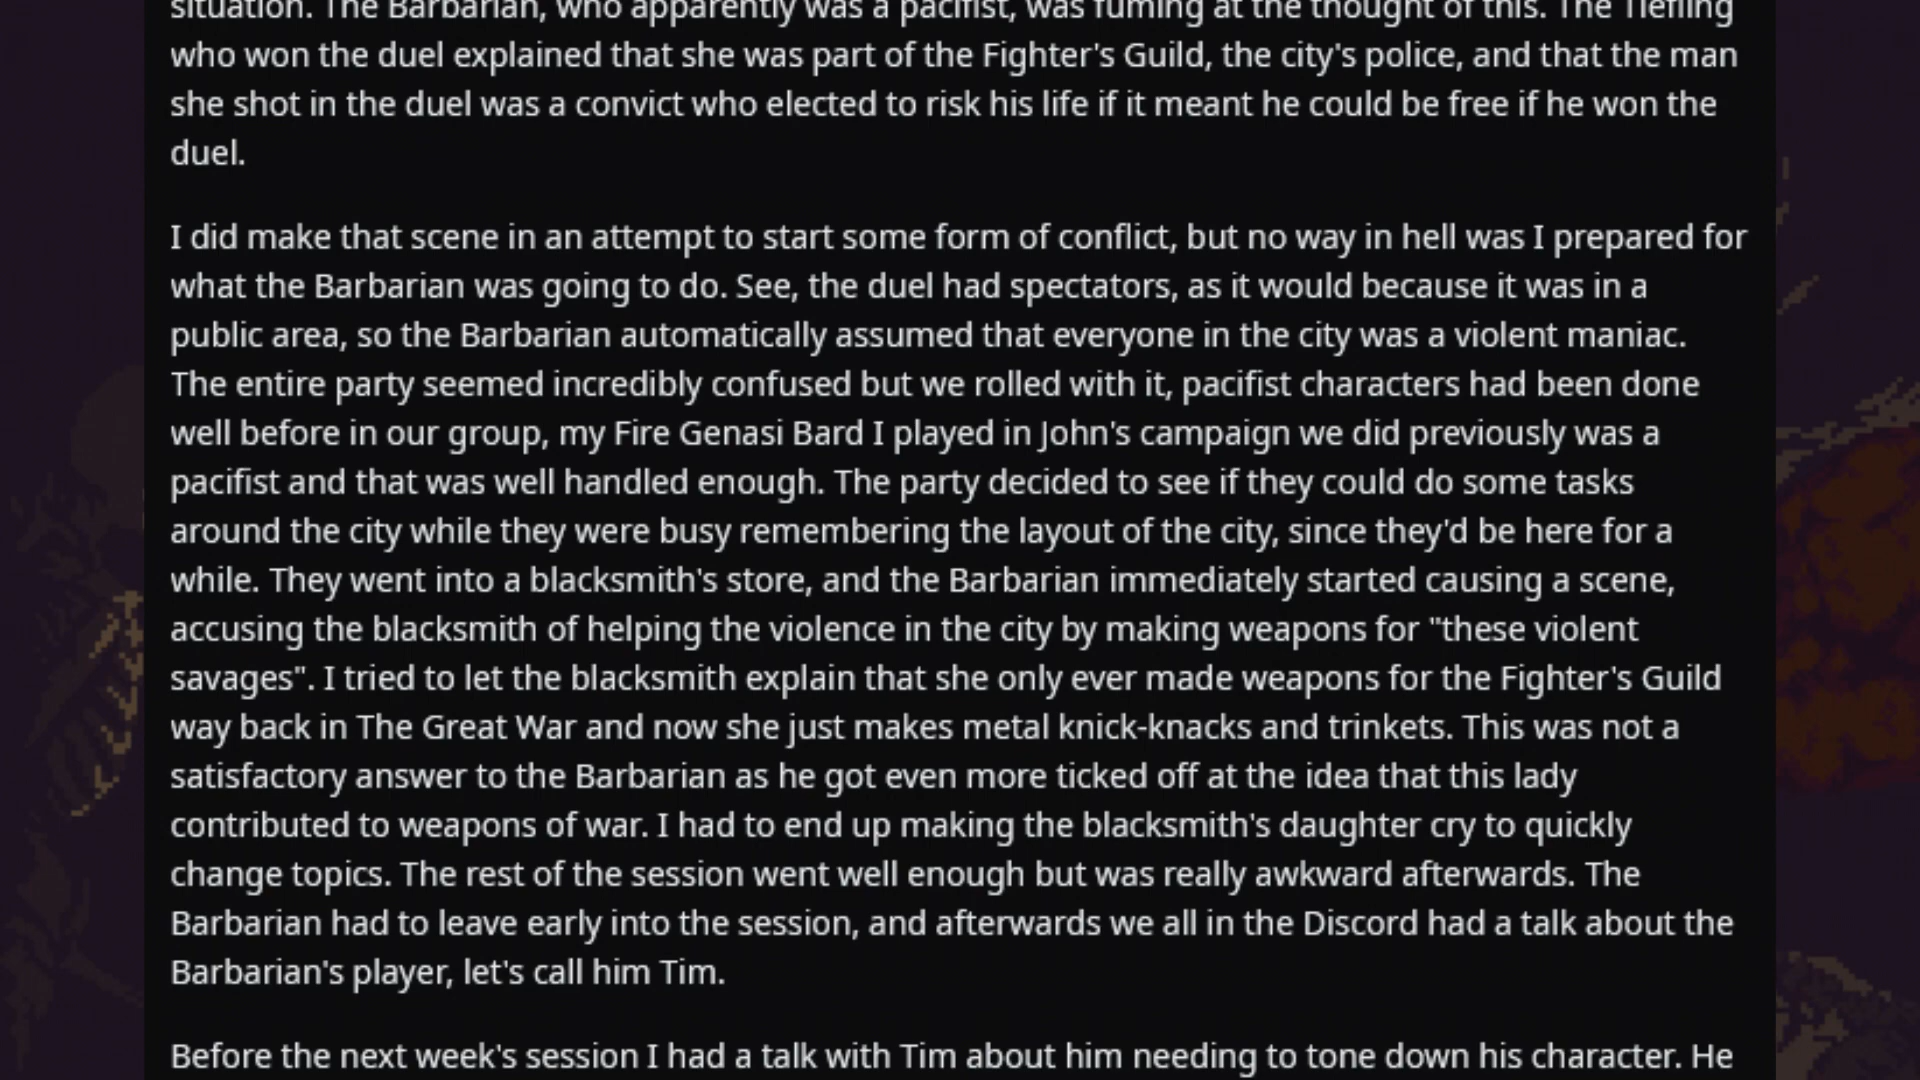 situation. The Barbarian, who apparently was a pacifist, was fuming at the thought of this. The Tiefling
who won the duel explained that she was part of the Fighter's Guild, the city's police, and that the man
she shot in the duel was a convict who elected to risk his life if it meant he could be free if he won the
duel.
I did make that scene in an attempt to start some form of conflict, but no way in hell was I prepared for
what the Barbarian was going to do. See, the duel had spectators, as it would because it was in a
public area, so the Barbarian automatically assumed that everyone in the city was a violent maniac.
The entire party seemed incredibly confused but we rolled with it, pacifist characters had been done
well before in our group, my Fire Genasi Bard I played in John's campaign we did previously was a
pacifist and that was well handled enough. The party decided to see if they could do some tasks
around the city while they were busy remembering the layout of the city, since they'd be here for a
while. They went into a blacksmith's store, and the Barbarian immediately started causing a scene,
accusing the blacksmith of helping the violence in the city by making weapons for "these violent
savages". I tried to let the blacksmith explain that she only ever made weapons for the Fighter's Guild
way back in The Great War and now she just makes metal knick-knacks and trinkets. This was not a
satisfactory answer to the Barbarian as he got even more ticked off at the idea that this lady
contributed to weapons of war. I had to end up making the blacksmith's daughter cry to quickly
change topics. The rest of the session went well enough but was really awkward afterwards. The
Barbarian had to leave early into the session, and afterwards we all in the Discord had a talk about the
Barbarian's player, let's call him Tim.
Before the next week's session I had a talk with Tim about him needing to tone down his character. He